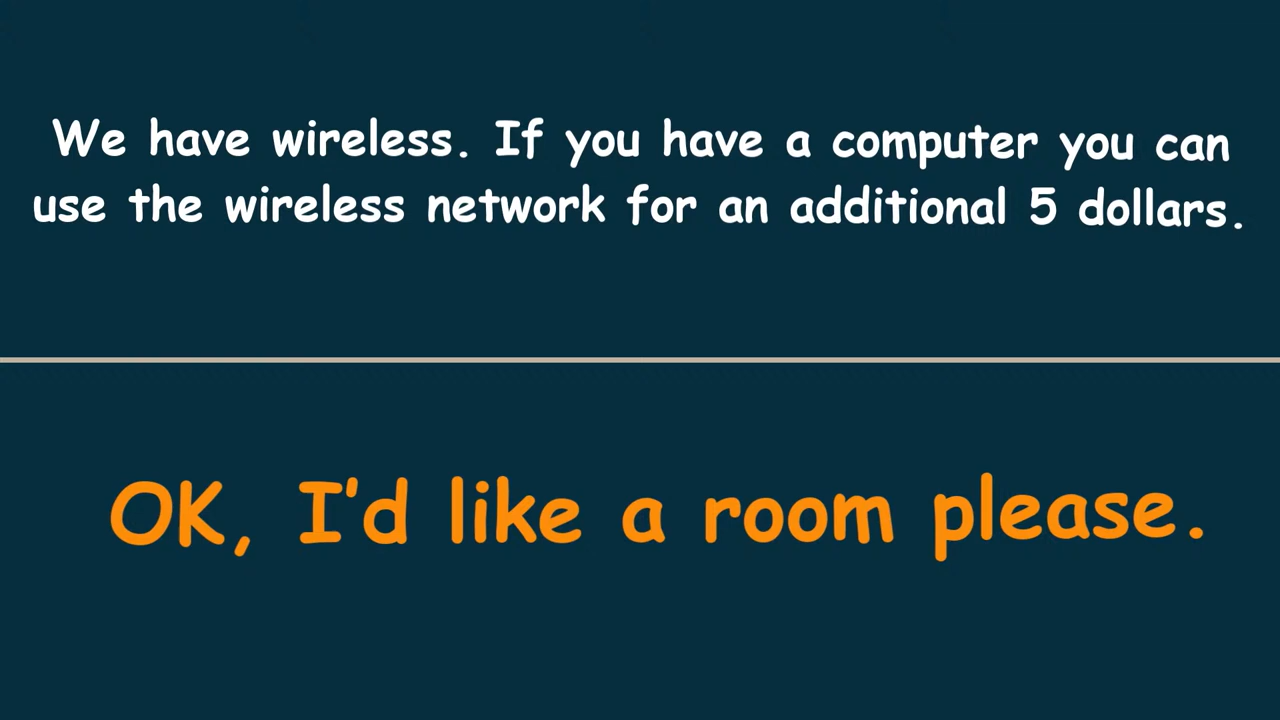 We have wireless. If you have a computer you can
use the wireless network for an additional 5 dollars.
OK, I'd like a room please.